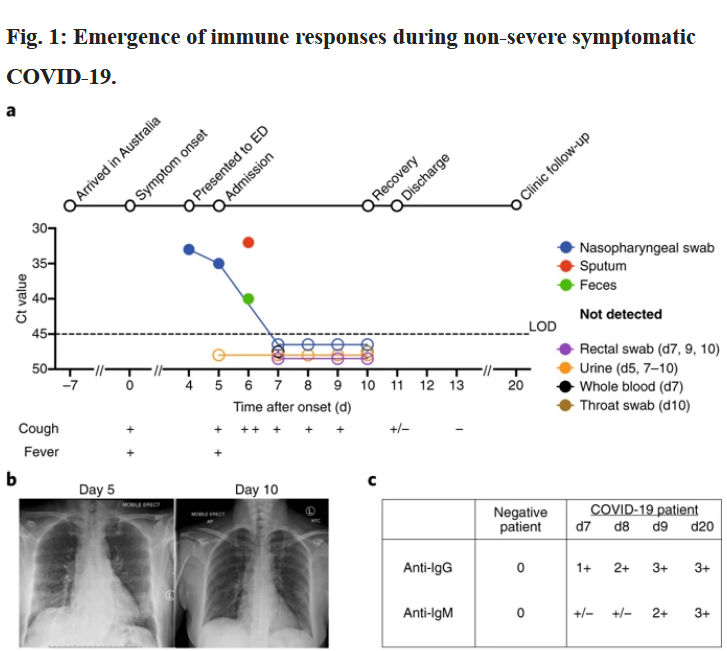 Fig. 1: Emergence of immune responses during non-severe symptomatic
COVID-19.
a
Arrived in Australia
Symptom onset
Presented to ED
Admission
Recovery
Discharge
Clinic follow-up
Ct value
30
35
40
45
50
LOD
Nasopharyngeal swab
Sputum
Feces
Not detected
Rectal swab (d7, 9, 10)
Urine (d5, 7–10)
Whole blood (d7)
Throat swab (d10)
–7 // 0 // 4 5 6 7 8 9 10 11 12 13 // 20
Time after onset (d)
Cough + + ++ + + + +/– –
Fever + +
b
Day 5 Day 10
MOBILE ERECT
MOBILE ERECT
AP
L
L
c
Negative patient COVID-19 patient
d7 d8 d9 d20
Anti-IgG 0 1+ 2+ 3+ 3+
Anti-IgM 0 +/– +/– 2+ 3+